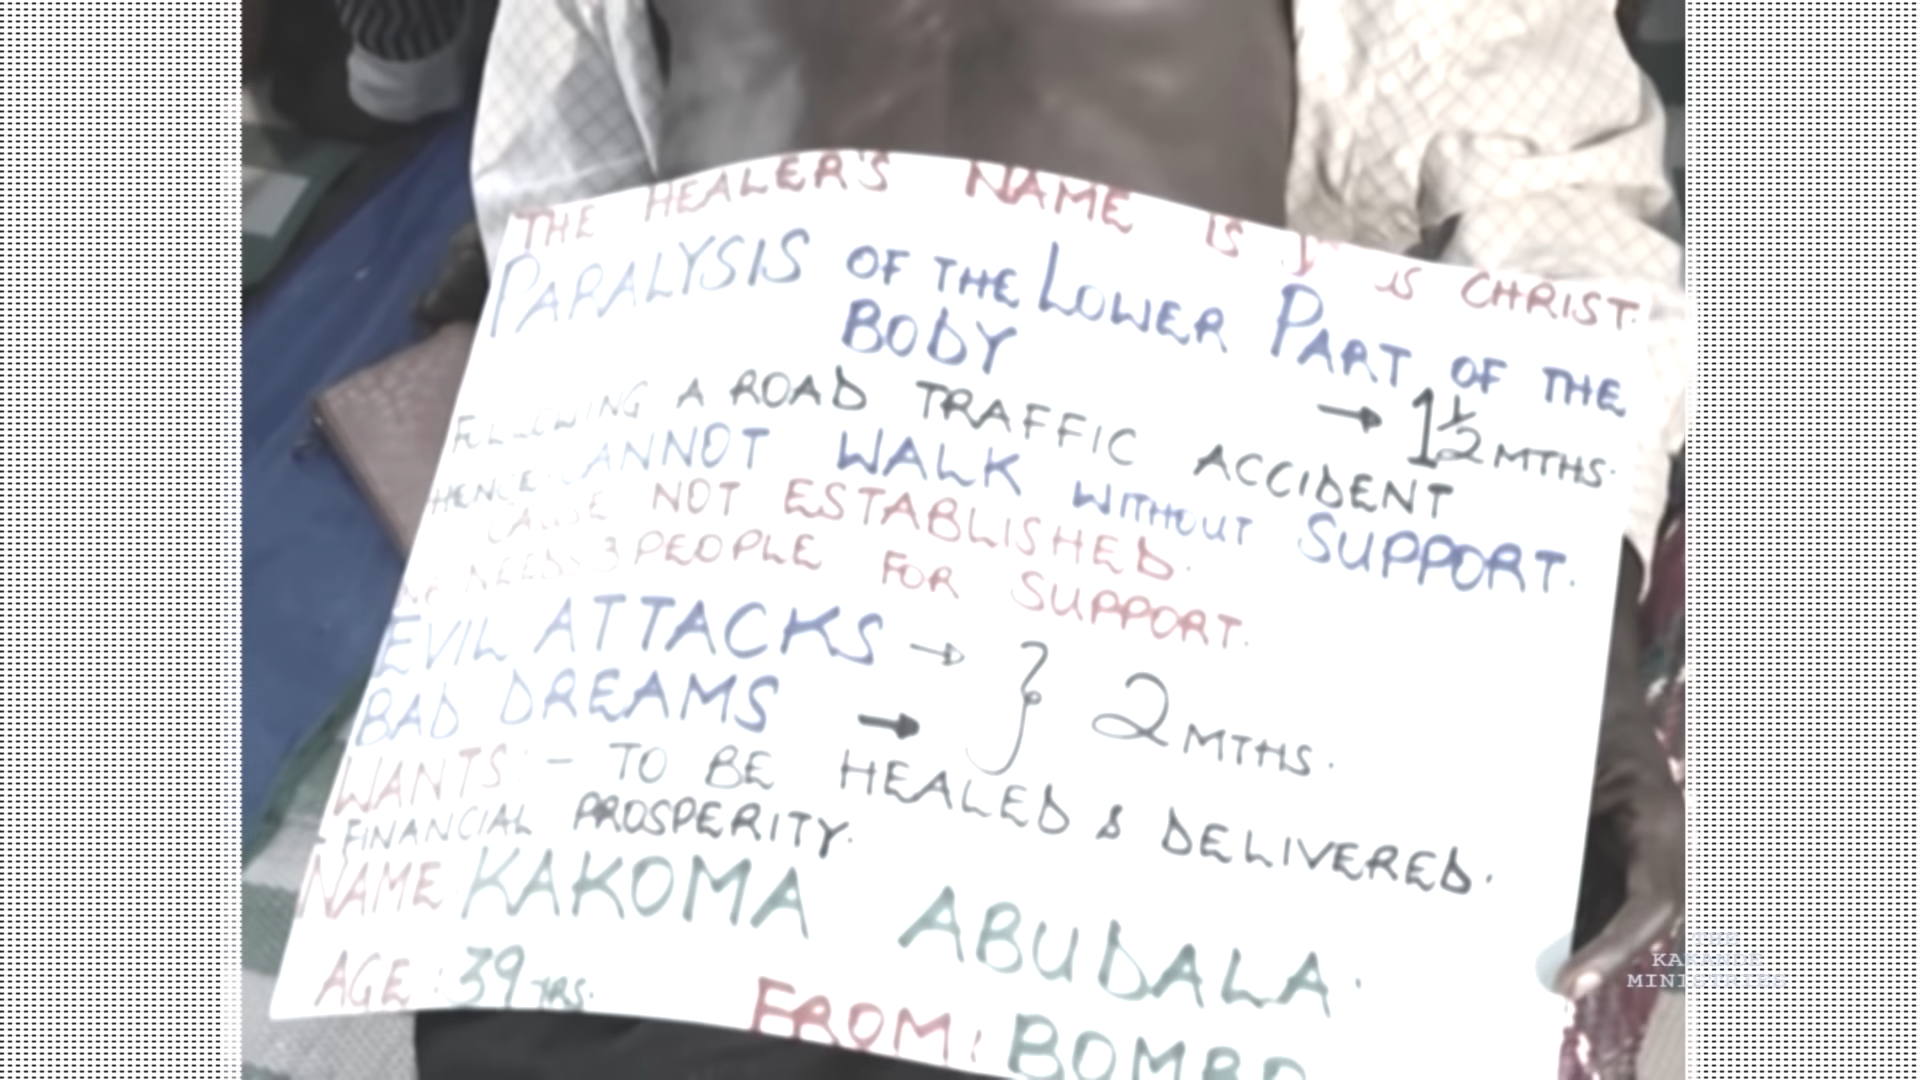 THE HEALER'S NAME IS CHRIST.
PARALYSIS OF THE LOWER PART OF THE
BODY → 1½ MTHS.
FOLLOWING A ROAD TRAFFIC ACCIDENT
HENCE CANNOT WALK WITHOUT SUPPORT.
CAUSE NOT ESTABLISHED.
NEEDS 3 PEOPLE FOR SUPPORT.
EVIL ATTACKS →
BAD DREAMS → } 2 MTHS.
WANTS:- TO BE HEALED & DELIVERED.
- FINANCIAL PROSPERITY.
NAME KAKOMA ABUDALA.
AGE: 39 YRS. FROM: BOMBO
THE
MINISTRIES